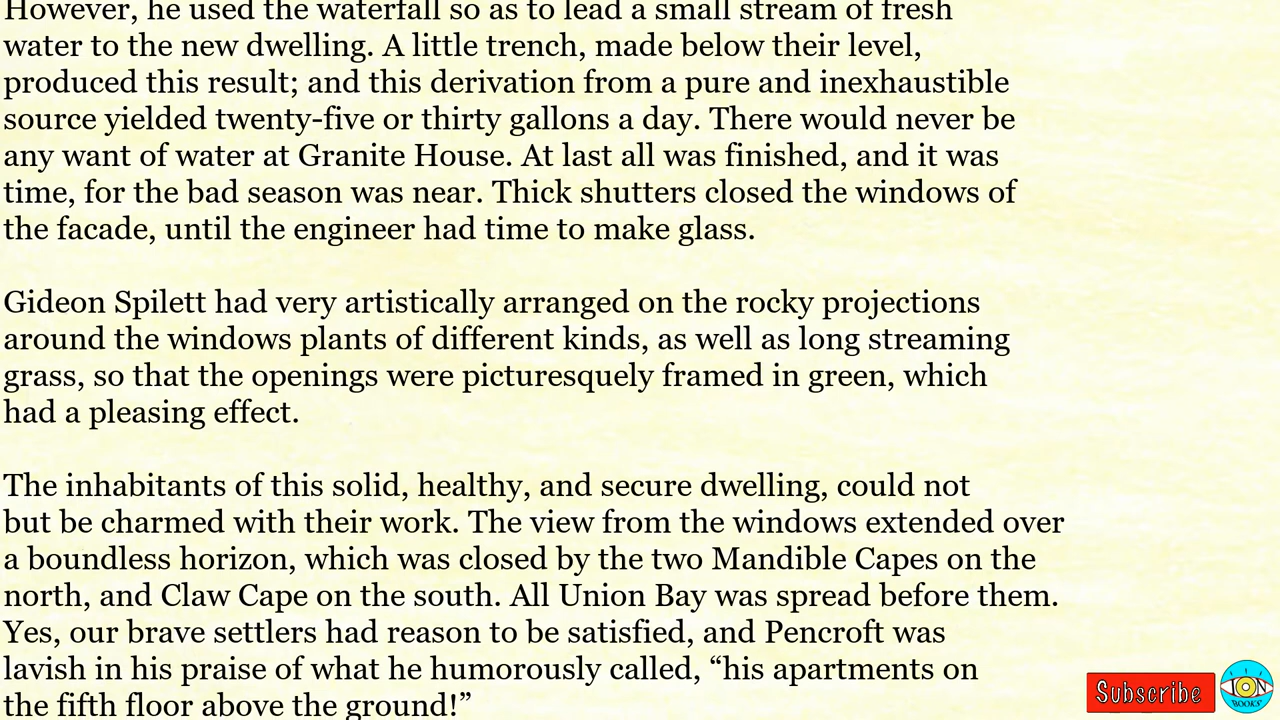 However, he used the waterfall so as to lead a small stream of fresh
water to the new dwelling. A little trench, made below their level,
produced this result; and this derivation from a pure and inexhaustible
source yielded twenty-five or thirty gallons a day. There would never be
any want of water at Granite House. At last all was finished, and it was
time, for the bad season was near. Thick shutters closed the windows of
the facade, until the engineer had time to make glass.
Gideon Spilett had very artistically arranged on the rocky projections
around the windows plants of different kinds, as well as long streaming
grass, so that the openings were picturesquely framed in green, which
had a pleasing effect.
The inhabitants of this solid, healthy, and secure dwelling, could not
but be charmed with their work. The view from the windows extended over
a boundless horizon, which was closed by the two Mandible Capes on the
north, and Claw Cape on the south. All Union Bay was spread before them.
Yes, our brave settlers had reason to be satisfied, and Pencroft was
lavish in his praise of what he humorously called, “his apartments on
the fifth floor above the ground!”
Subscribe
ION
BOOKS